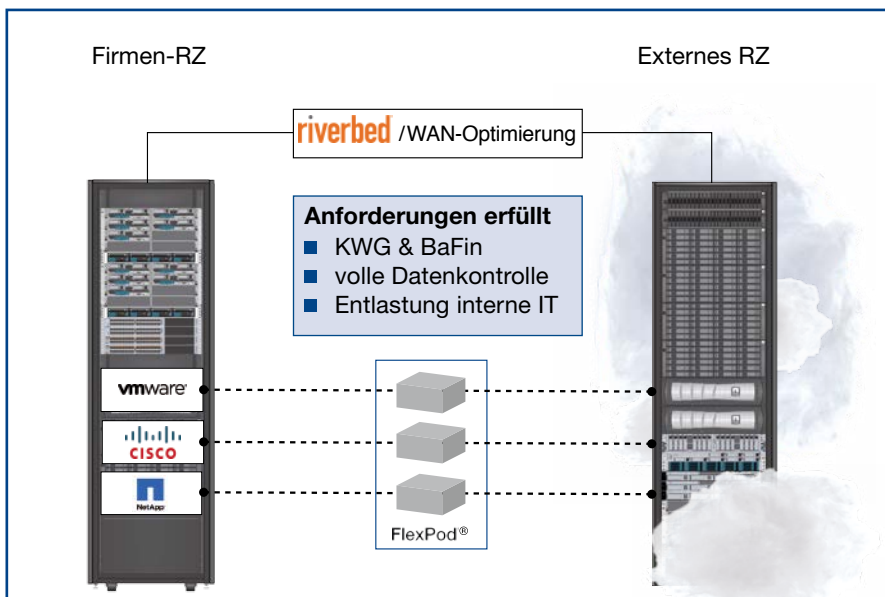 Firmen-RZ
Externes RZ
riverbed /WAN-Optimierung
Anforderungen erfüllt
KWG & BaFin
volle Datenkontrolle
Entlastung interne IT
vmware
CISCO
NetApp
FlexPod®